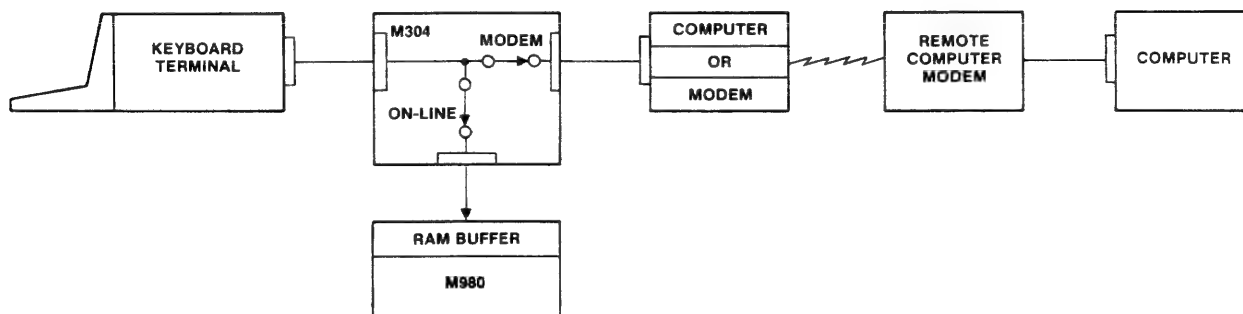 KEYBOARD
TERMINAL
M304
MODEM
ON-LINE
COMPUTER
OR
MODEM
REMOTE
COMPUTER
MODEM
COMPUTER
RAM BUFFER
M980